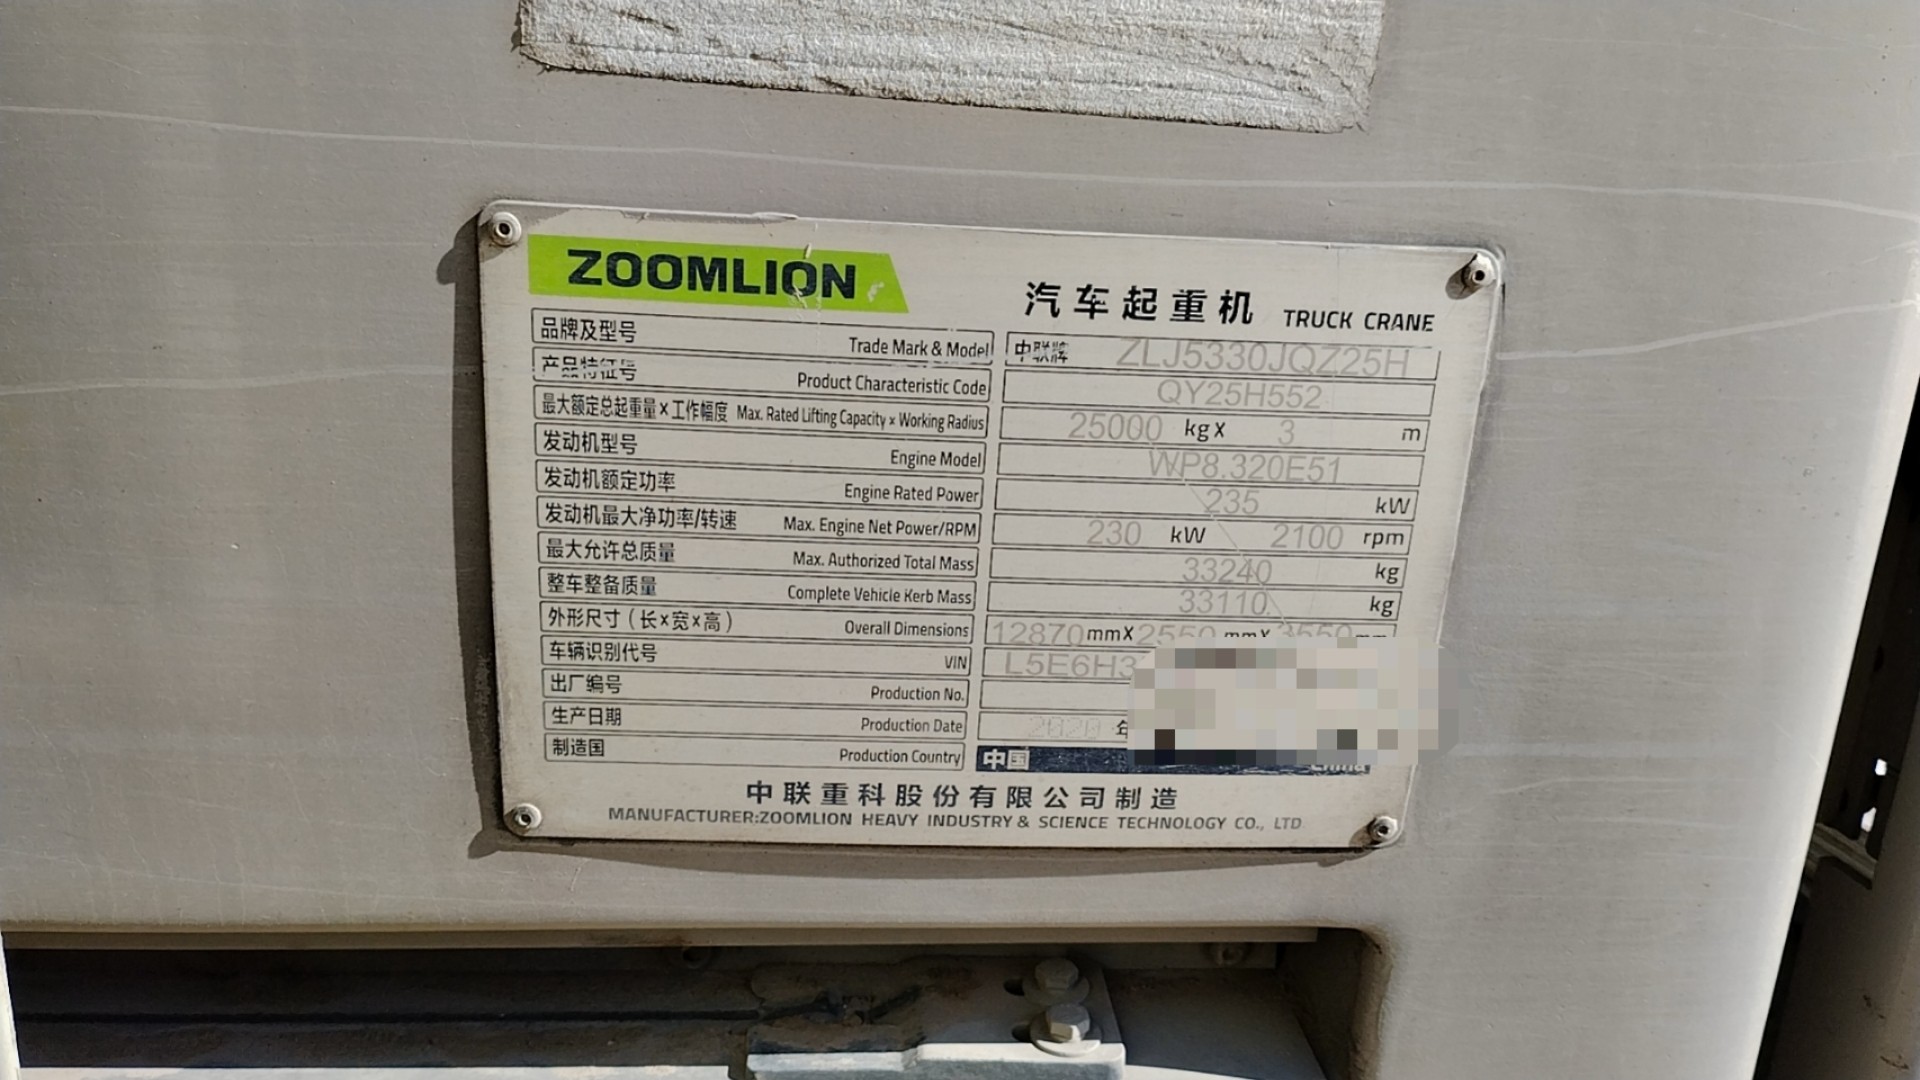 ZOOMLION
汽车起重机 TRUCK CRANE
品牌及型号 Trade Mark & Model 中联牌 ZLJ5330JQZ25H
产品特征号 Product Characteristic Code QY25H552
最大额定总起重量×工作幅度 Max. Rated Lifting Capacity × Working Radius 25000 kg X 3 m
发动机型号 Engine Model WP8.320E51
发动机额定功率 Engine Rated Power 235 kW
发动机最大净功率/转速 Max. Engine Net Power/RPM 230 kW 2100 rpm
最大允许总质量 Max. Authorized Total Mass 33240 kg
整车整备质量 Complete Vehicle Kerb Mass 33110 kg
外形尺寸(长×宽×高) Overall Dimensions 12870 mmX 2550 mmX 3550 mm
车辆识别代号 VIN L5E6H3
出厂编号 Production No.
生产日期 Production Date 2020 年
制造国 Production Country 中国 China
中联重科股份有限公司制造
MANUFACTURER:ZOOMLION HEAVY INDUSTRY & SCIENCE TECHNOLOGY CO., LTD